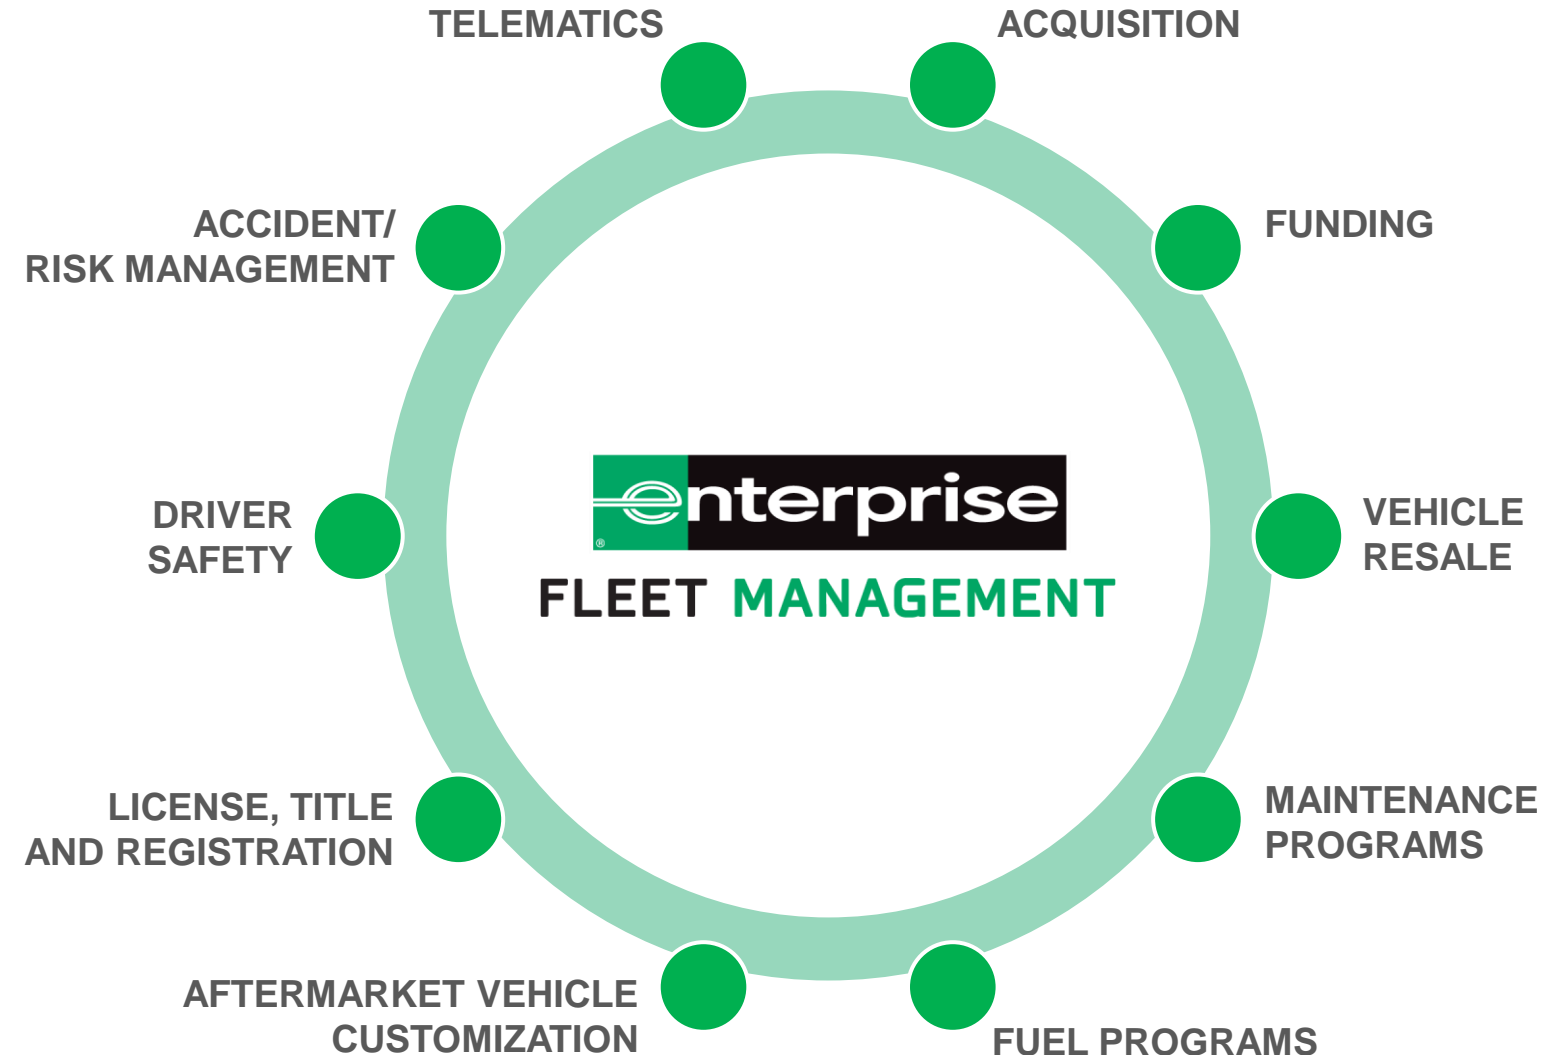 TELEMATICS
ACQUISITION
ACCIDENT/
RISK MANAGEMENT
FUNDING
DRIVER
SAFETY
enterprise
®
FLEET MANAGEMENT
VEHICLE
RESALE
LICENSE, TITLE
AND REGISTRATION
MAINTENANCE
PROGRAMS
AFTERMARKET VEHICLE
CUSTOMIZATION
FUEL PROGRAMS